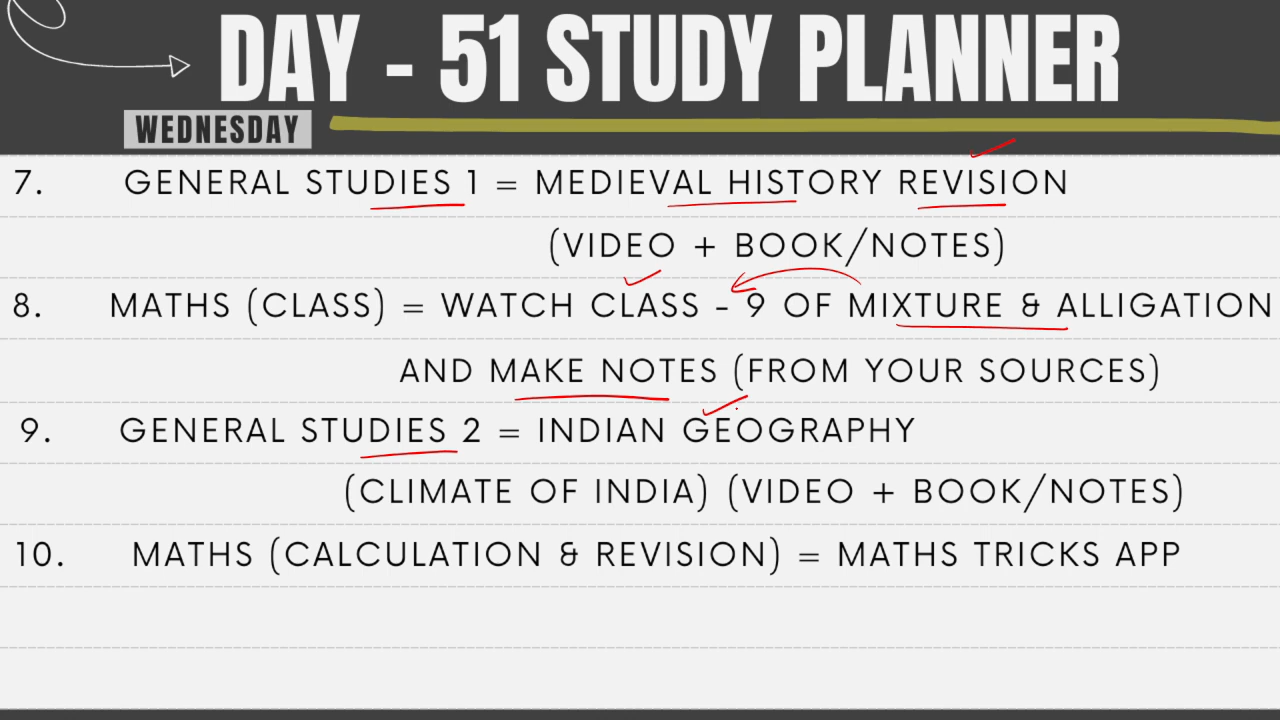 DAY - 51 STUDY PLANNER
WEDNESDAY
7. GENERAL STUDIES 1 = MEDIEVAL HISTORY REVISION
(VIDEO + BOOK/NOTES)
8. MATHS (CLASS) = WATCH CLASS - 9 OF MIXTURE & ALLIGATION
AND MAKE NOTES (FROM YOUR SOURCES)
9. GENERAL STUDIES 2 = INDIAN GEOGRAPHY
(CLIMATE OF INDIA) (VIDEO + BOOK/NOTES)
10. MATHS (CALCULATION & REVISION) = MATHS TRICKS APP